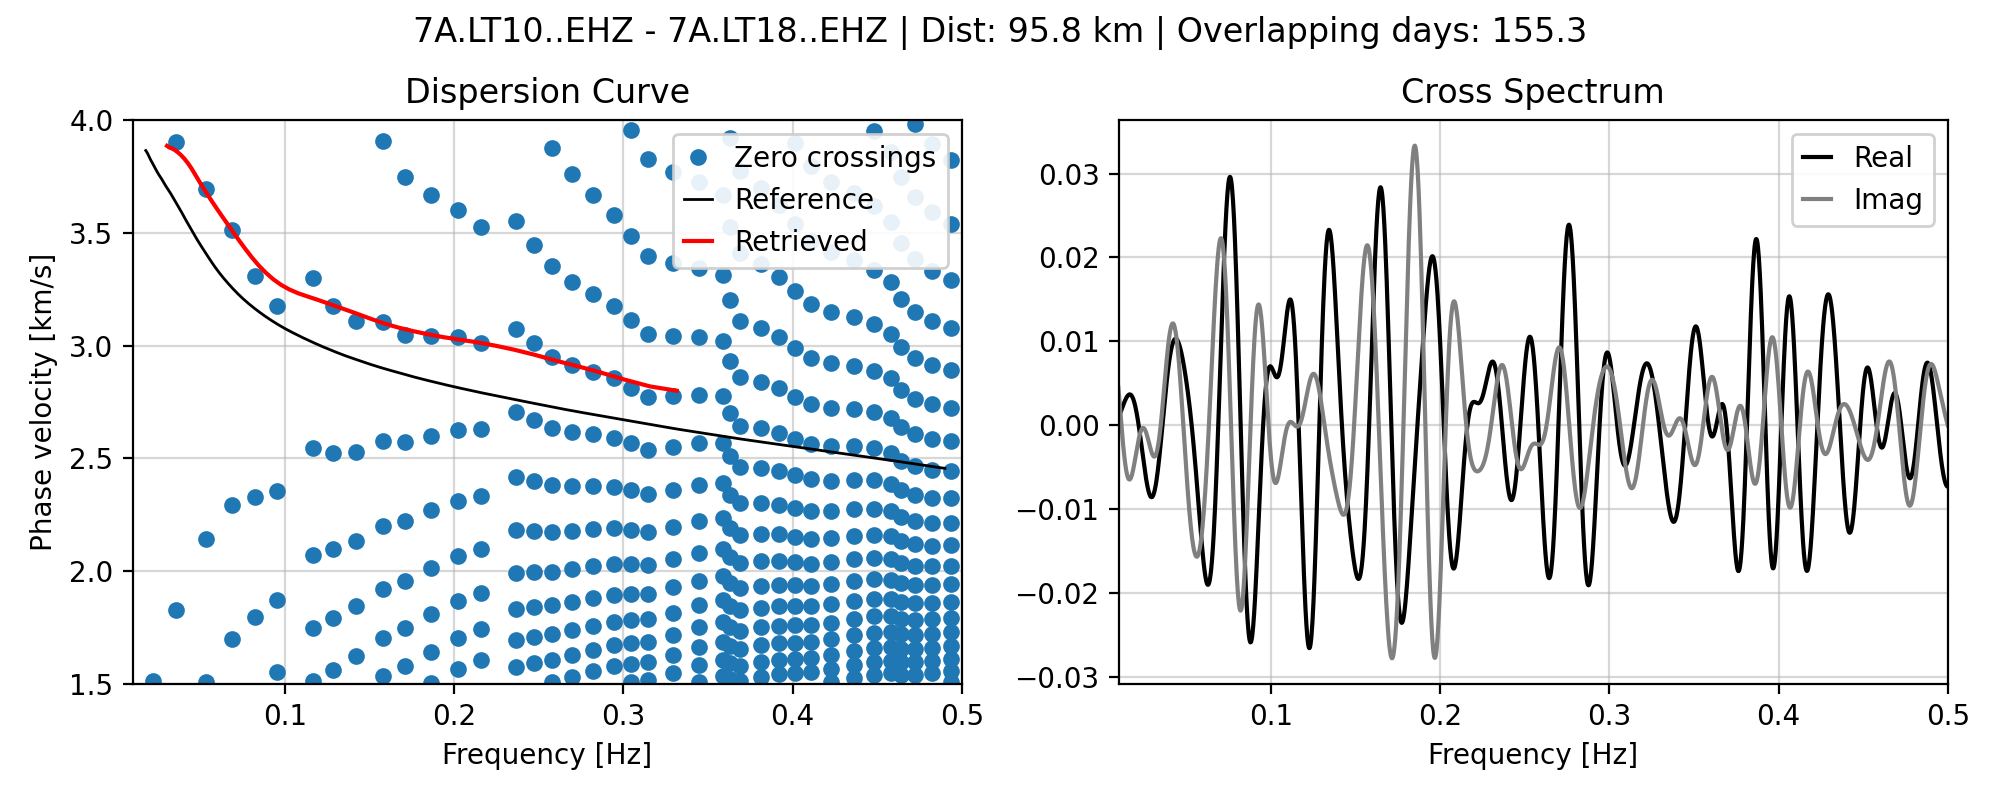 7A.LT10..EHZ - 7A.LT18..EHZ | Dist: 95.8 km | Overlapping days: 155.3
Dispersion Curve
4.0
3.5
3.0
2.5
2.0
1.5
Phase velocity [km/s]
0.1
0.2
0.3
0.4
0.5
Frequency [Hz]
Zero crossings
Reference
Retrieved
Cross Spectrum
0.03
0.02
0.01
0.00
−0.01
−0.02
−0.03
0.1
0.2
0.3
0.4
0.5
Frequency [Hz]
Real
Imag